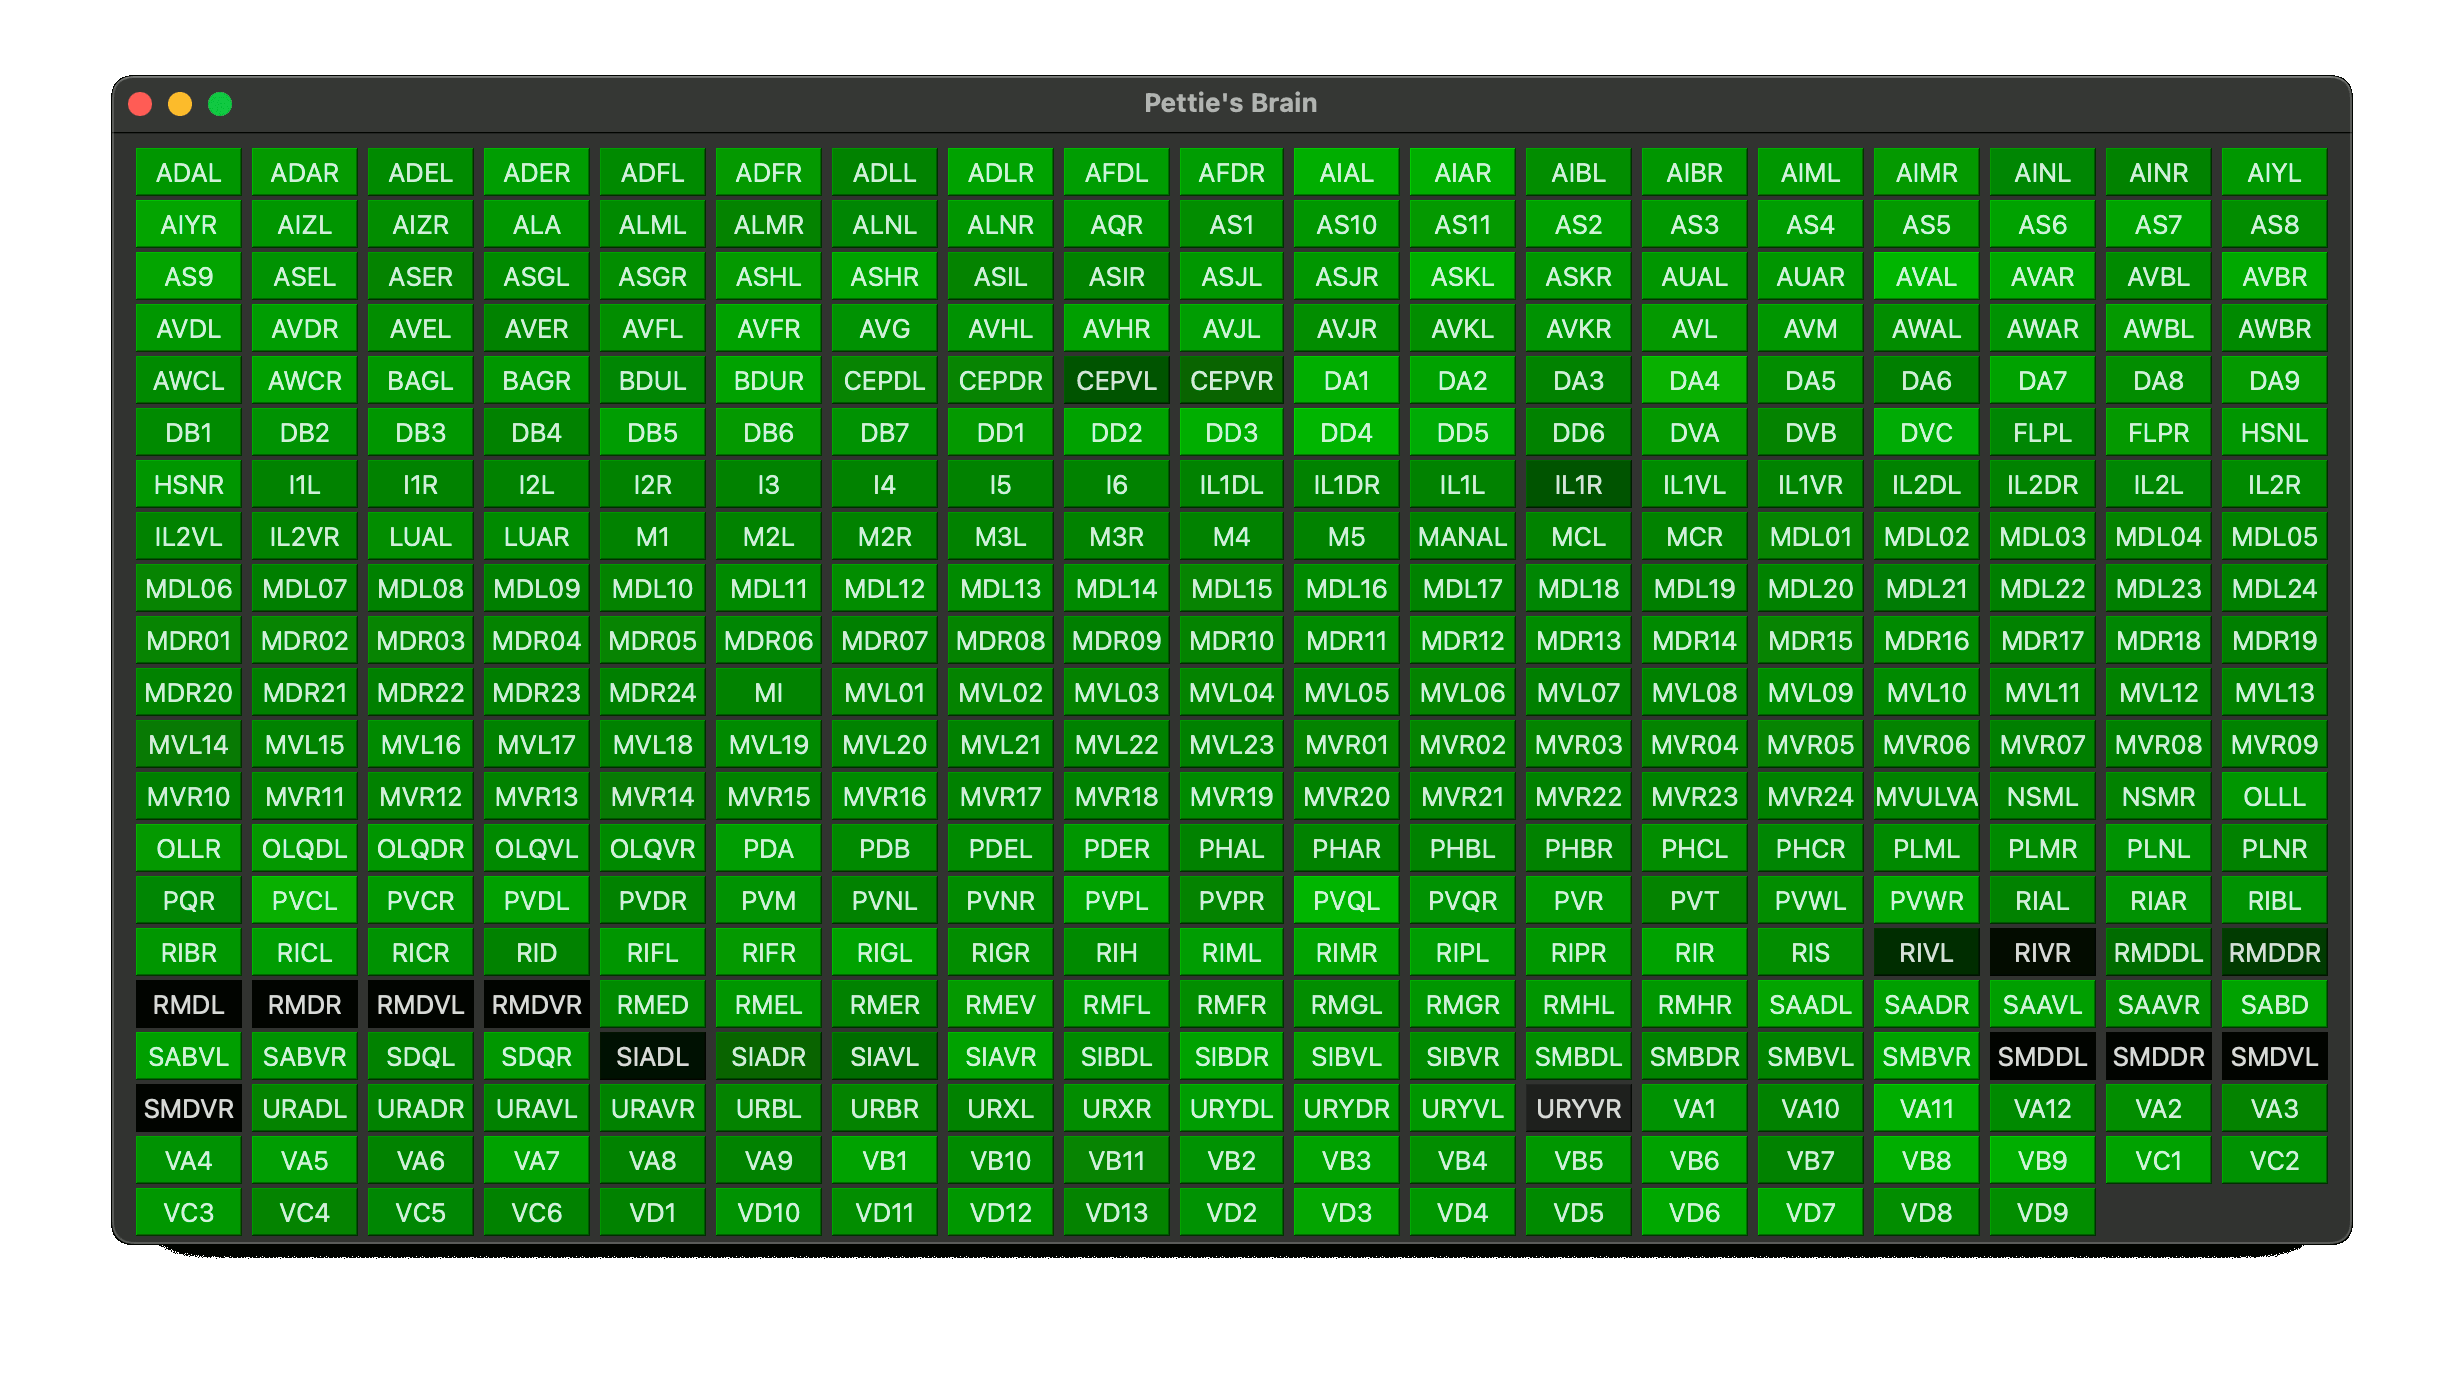 Pettie's Brain
ADAL ADAR ADEL ADER ADFL ADFR ADLL ADLR AFDL AFDR AIAL AIAR AIBL AIBR AIML AIMR AINL AINR AIYL
AIYR AIZL AIZR ALA ALML ALMR ALNL ALNR AQR AS1 AS10 AS11 AS2 AS3 AS4 AS5 AS6 AS7 AS8
AS9 ASEL ASER ASGL ASGR ASHL ASHR ASIL ASIR ASJL ASJR ASKL ASKR AUAL AUAR AVAL AVAR AVBL AVBR
AVDL AVDR AVEL AVER AVFL AVFR AVG AVHL AVHR AVJL AVJR AVKL AVKR AVL AVM AWAL AWAR AWBL AWBR
AWCL AWCR BAGL BAGR BDUL BDUR CEPDL CEPDR CEPVL CEPVR DA1 DA2 DA3 DA4 DA5 DA6 DA7 DA8 DA9
DB1 DB2 DB3 DB4 DB5 DB6 DB7 DD1 DD2 DD3 DD4 DD5 DD6 DVA DVB DVC FLPL FLPR HSNL
HSNR I1L I1R I2L I2R I3 I4 I5 I6 IL1DL IL1DR IL1L IL1R IL1VL IL1VR IL2DL IL2DR IL2L IL2R
IL2VL IL2VR LUAL LUAR M1 M2L M2R M3L M3R M4 M5 MANAL MCL MCR MDL01 MDL02 MDL03 MDL04 MDL05
MDL06 MDL07 MDL08 MDL09 MDL10 MDL11 MDL12 MDL13 MDL14 MDL15 MDL16 MDL17 MDL18 MDL19 MDL20 MDL21 MDL22 MDL23 MDL24
MDR01 MDR02 MDR03 MDR04 MDR05 MDR06 MDR07 MDR08 MDR09 MDR10 MDR11 MDR12 MDR13 MDR14 MDR15 MDR16 MDR17 MDR18 MDR19
MDR20 MDR21 MDR22 MDR23 MDR24 MI MVL01 MVL02 MVL03 MVL04 MVL05 MVL06 MVL07 MVL08 MVL09 MVL10 MVL11 MVL12 MVL13
MVL14 MVL15 MVL16 MVL17 MVL18 MVL19 MVL20 MVL21 MVL22 MVL23 MVR01 MVR02 MVR03 MVR04 MVR05 MVR06 MVR07 MVR08 MVR09
MVR10 MVR11 MVR12 MVR13 MVR14 MVR15 MVR16 MVR17 MVR18 MVR19 MVR20 MVR21 MVR22 MVR23 MVR24 MVULVA NSML NSMR OLLL
OLLR OLQDL OLQDR OLQVL OLQVR PDA PDB PDEL PDER PHAL PHAR PHBL PHBR PHCL PHCR PLML PLMR PLNL PLNR
PQR PVCL PVCR PVDL PVDR PVM PVNL PVNR PVPL PVPR PVQL PVQR PVR PVT PVWL PVWR RIAL RIAR RIBL
RIBR RICL RICR RID RIFL RIFR RIGL RIGR RIH RIML RIMR RIPL RIPR RIR RIS RIVL RIVR RMDDL RMDDR
RMDL RMDR RMDVL RMDVR RMED RMEL RMER RMEV RMFL RMFR RMGL RMGR RMHL RMHR SAADL SAADR SAAVL SAAVR SABD
SABVL SABVR SDQL SDQR SIADL SIADR SIAVL SIAVR SIBDL SIBDR SIBVL SIBVR SMBDL SMBDR SMBVL SMBVR SMDDL SMDDR SMDVL
SMDVR URADL URADR URAVL URAVR URBL URBR URXL URXR URYDL URYDR URYVL URYVR VA1 VA10 VA11 VA12 VA2 VA3
VA4 VA5 VA6 VA7 VA8 VA9 VB1 VB10 VB11 VB2 VB3 VB4 VB5 VB6 VB7 VB8 VB9 VC1 VC2
VC3 VC4 VC5 VC6 VD1 VD10 VD11 VD12 VD13 VD2 VD3 VD4 VD5 VD6 VD7 VD8 VD9